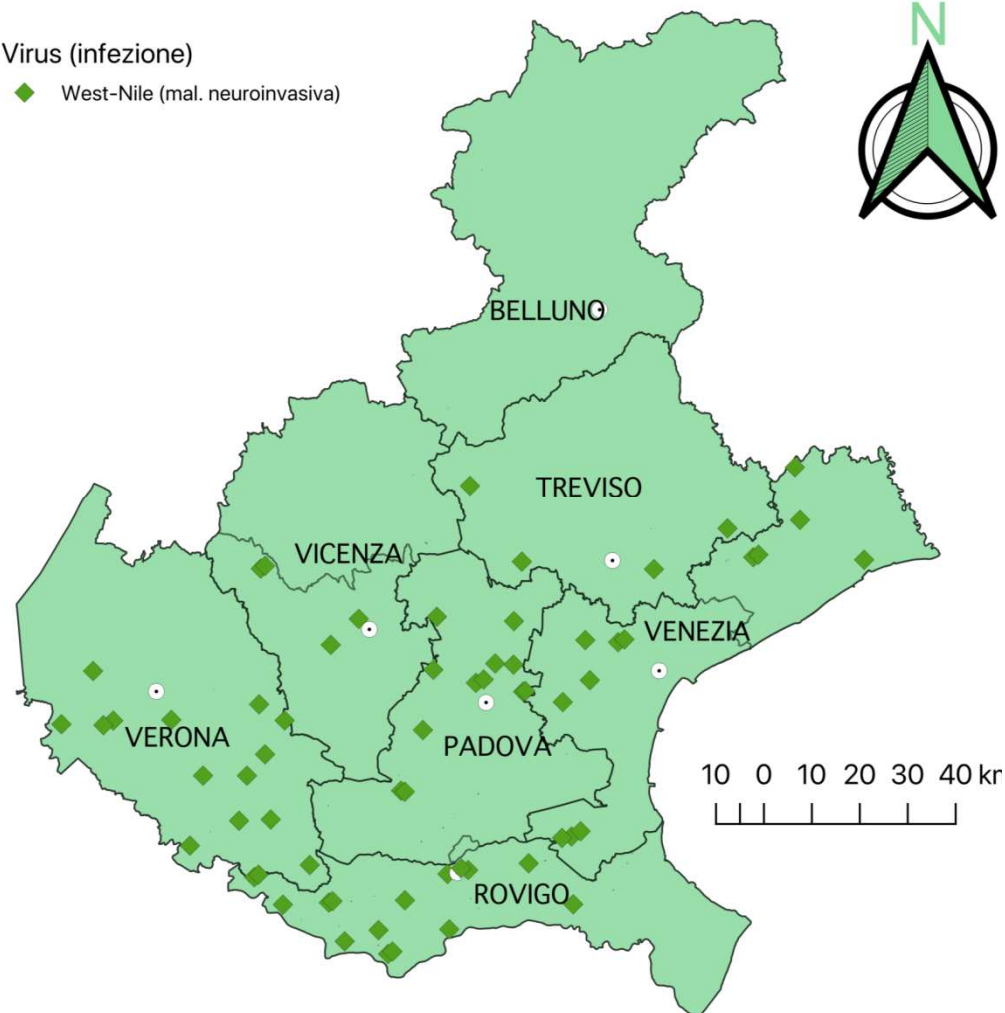 N
Virus (infezione)
West-Nile (mal. neuroinvasiva)
BELLUNO
TREVISO
VICENZA
VENEZIA
VERONA
PADOVA
10 0 10 20 30 40 km
ROVIGO